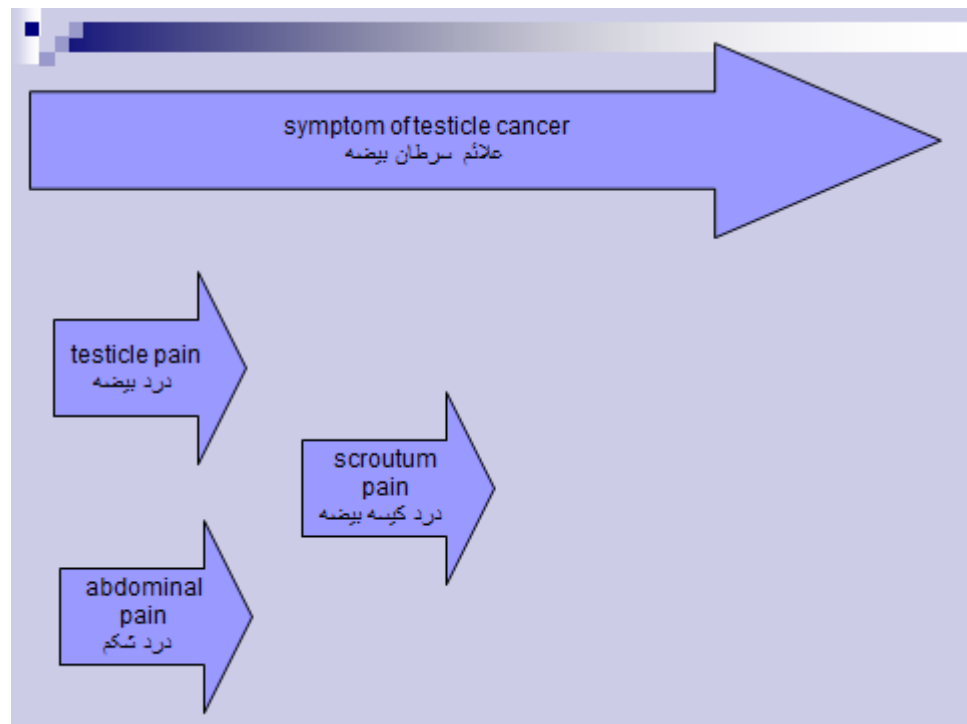 symptom of testicle cancer
علائم سرطان بیضه
testicle pain
درد بیضه
scroutum
pain
درد کیسه بیضه
abdominal
pain
درد شکم